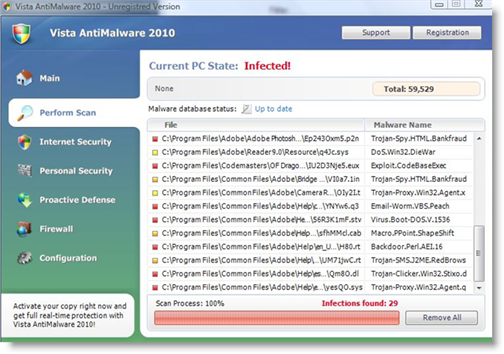 Vista AntiMalware 2010 - Unregistred Version
Vista AntiMalware 2010
Support
Registration
Main
Perform Scan
Internet Security
Personal Security
Proactive Defense
Firewall
Configuration
Activate your copy right now and
get full real-time protection with
Vista AntiMalware 2010!
Current PC State: Infected!
None
Total: 59,529
Malware database status: Up to date
File Malware Name
C:\Program Files\Adobe\Adobe Photosh...\Ep243Oxm5.p2n Trojan-Spy.HTML.Bankfraud
C:\Program Files\Adobe\Reader9.0\Resource\q4Jc.sys DoS.Win32.DieWar
C:\Program Files\Codemasters\OF Drago...\IU2D3Nje5.eux Exploit.CodeBaseExec
C:\Program Files\Common Files\Adobe\Bridge ...\VI0a7.1in Trojan-Spy.HTML.Bankfraud
C:\Program Files\Common Files\Adobe\CameraR...\OIy2I.t Trojan-Proxy.Win32.Agent.x
C:\Program Files\Common Files\Adobe\Help\c...\YNYw6.q3 Email-Worm.VBS.Peach
C:\Program Files\Common Files\Adobe\He...\S6R3K1mF.stv Virus.Boot-DOS.V.1536
C:\Program Files\Common Files\Adobe\Help\...\sfhMMcl.cab Macro.PPoint.ShapeShift
C:\Program Files\Common Files\Adobe\Help\en_U...\H80.rt Backdoor.Perl.AEI.16
C:\Program Files\Common Files\Adobe\Help\...\UM71jwC.rt Trojan-SMS.J2ME.RedBrows
C:\Program Files\Common Files\Adobe\Help\es...\Qm8O.dl Trojan-Clicker.Win32.Stixo.d
C:\Program Files\Common Files\Adobe\Help\...\yesQO.sys Trojan-Proxy.Win32.Agent.q
Scan Process: 100%
Infections found: 29
Remove All